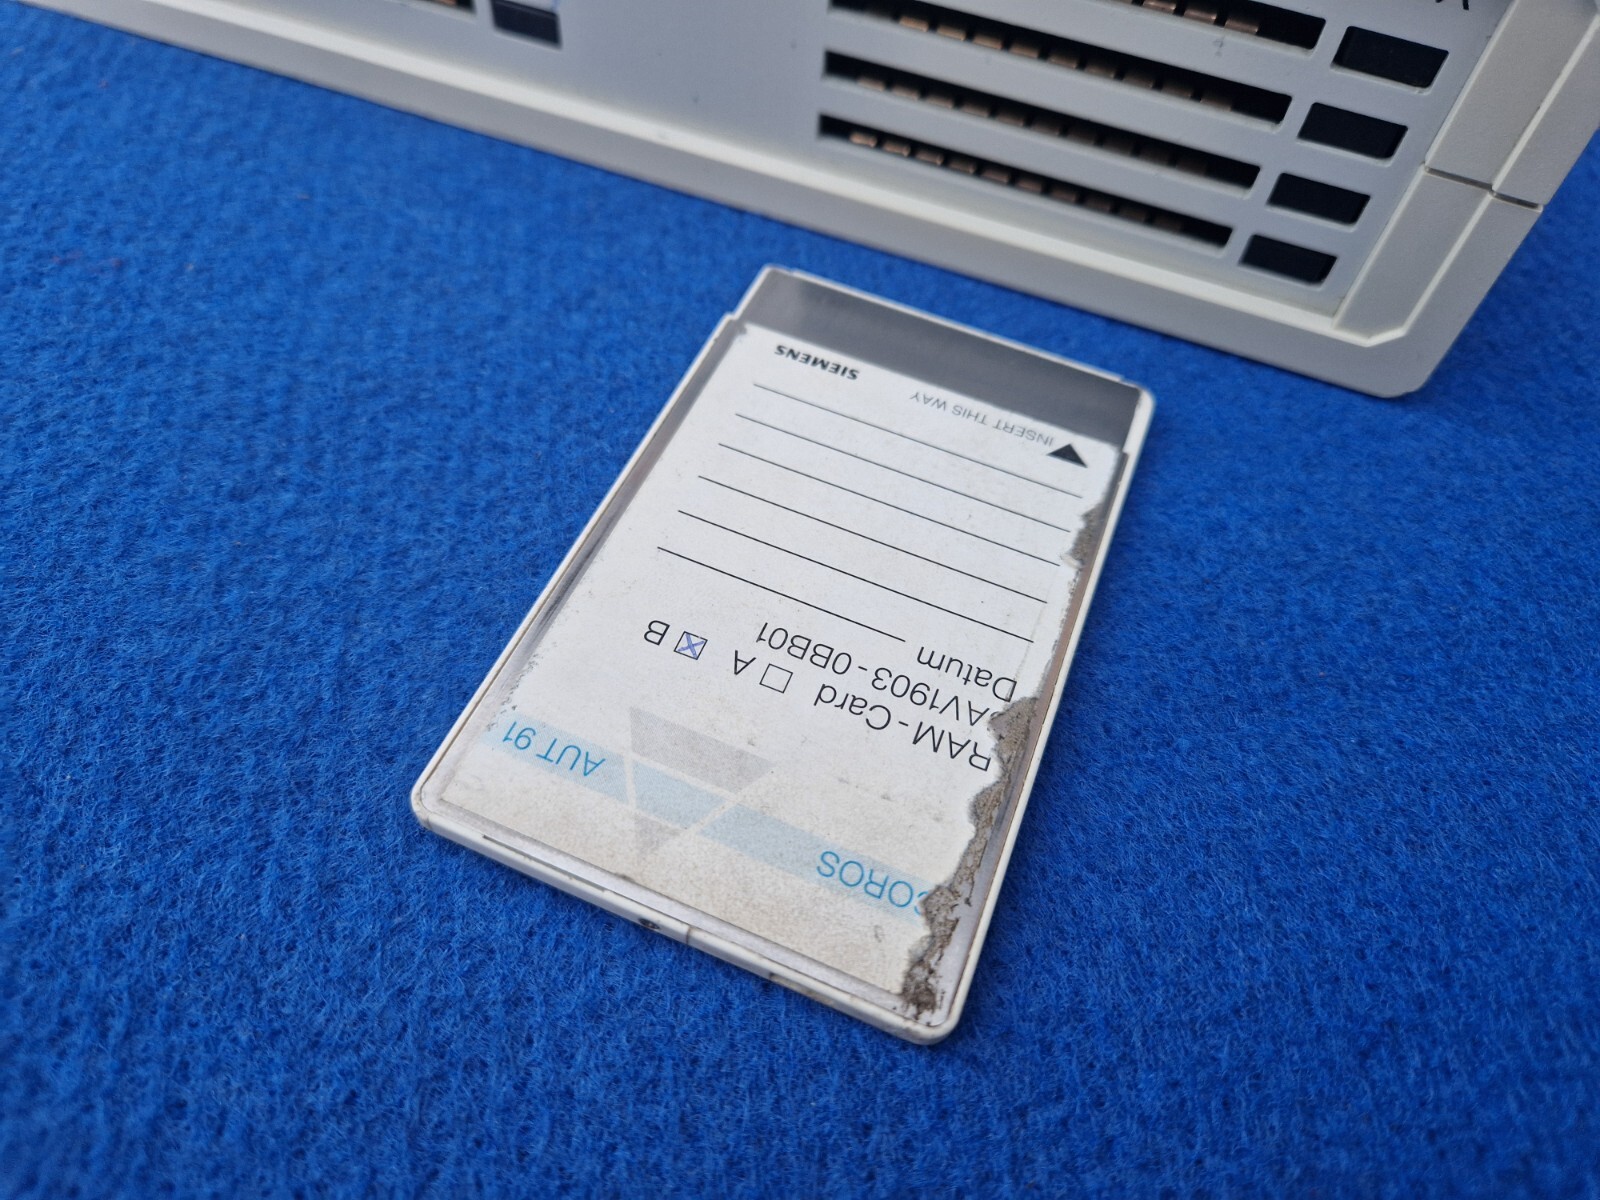 COROS AUT 91
RAM - Card ☐ A ☒ B
AV1903 - 0BB01
Datum
INSERT THIS WAY SIEMENS